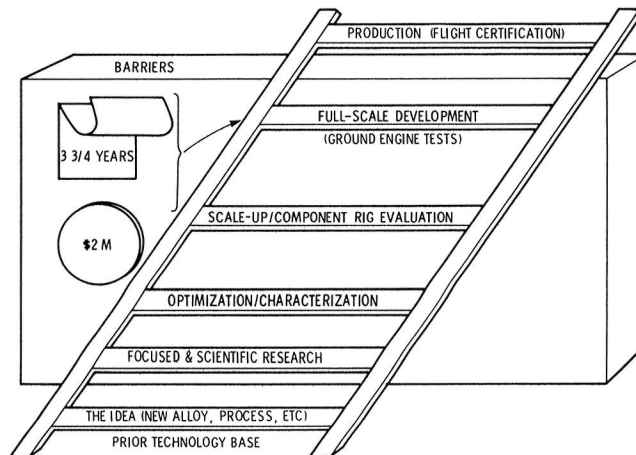 PRODUCTION (FLIGHT CERTIFICATION)
BARRIERS
FULL-SCALE DEVELOPMENT
(GROUND ENGINE TESTS)
3 3/4 YEARS
SCALE-UP/COMPONENT RIG EVALUATION
$2 M
OPTIMIZATION/CHARACTERIZATION
FOCUSED & SCIENTIFIC RESEARCH
THE IDEA (NEW ALLOY, PROCESS, ETC)
PRIOR TECHNOLOGY BASE